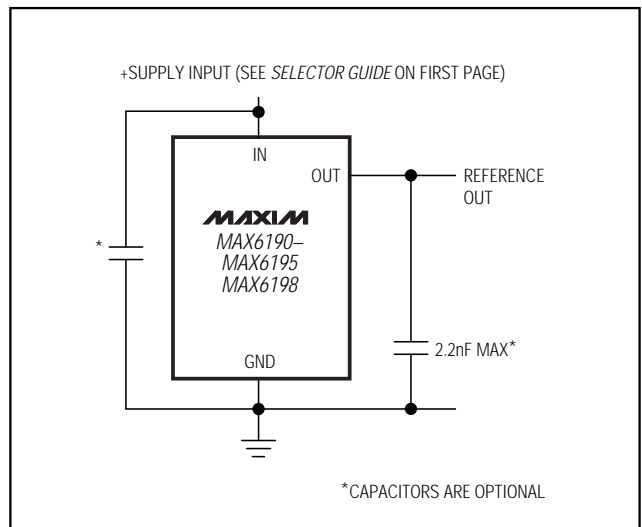 +SUPPLY INPUT (SEE SELECTOR GUIDE ON FIRST PAGE)
IN
OUT
REFERENCE
OUT
MAXIM
MAX6190–
MAX6195
MAX6198
*
2.2nF MAX*
GND
*CAPACITORS ARE OPTIONAL